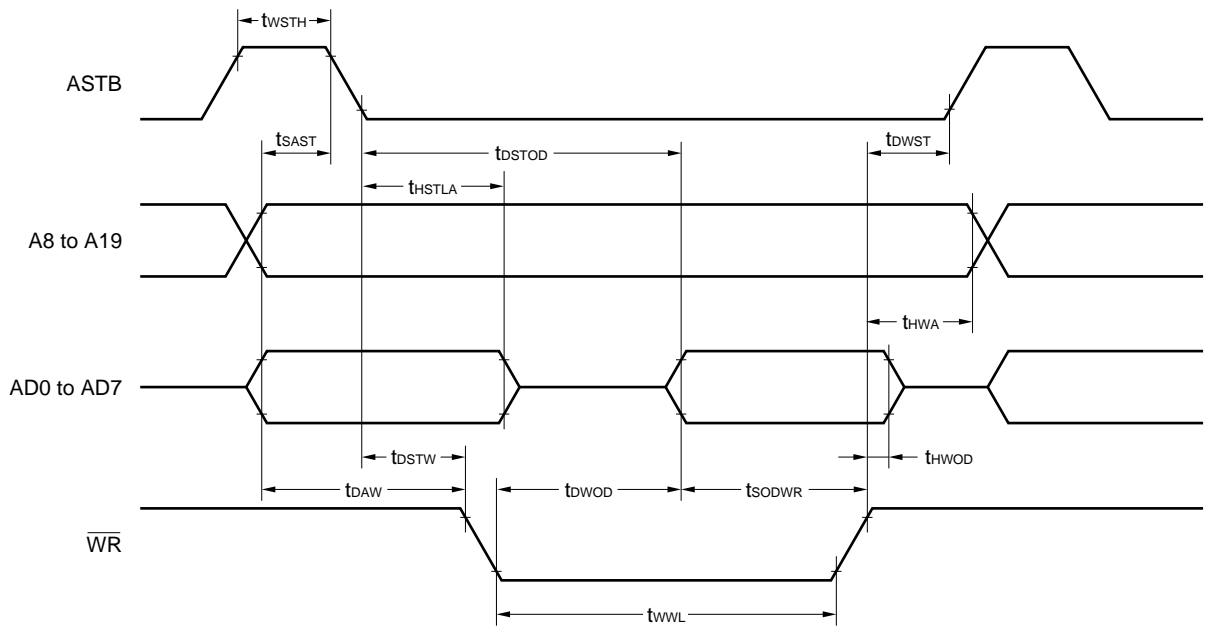 tWSTH
ASTB
tSAST
tDSTOD
tDWST
tHSTLA
A8 to A19
tHWA
AD0 to AD7
tDSTW
tHWOD
tDAW
tDWOD
tSODWR
WR
tWWL